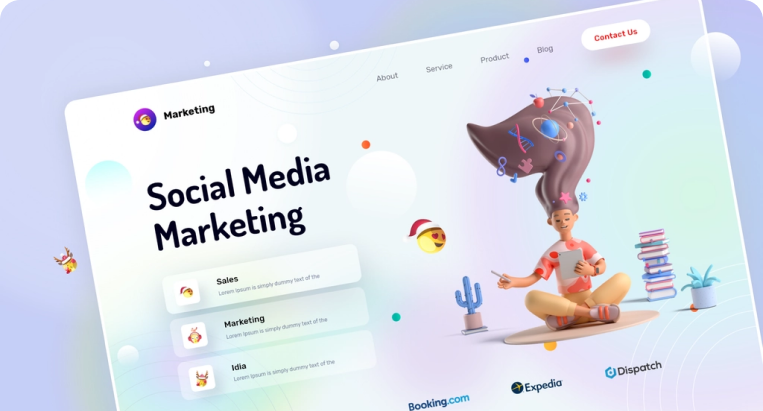 Marketing
About
Service
Product
Blog
Contact Us
Social Media
Marketing
Sales
Lorem Ipsum is simply dummy text of the
Marketing
Lorem Ipsum is simply dummy text of the
Idia
Lorem Ipsum is simply dummy text of the
Booking.com
Expedia
Dispatch